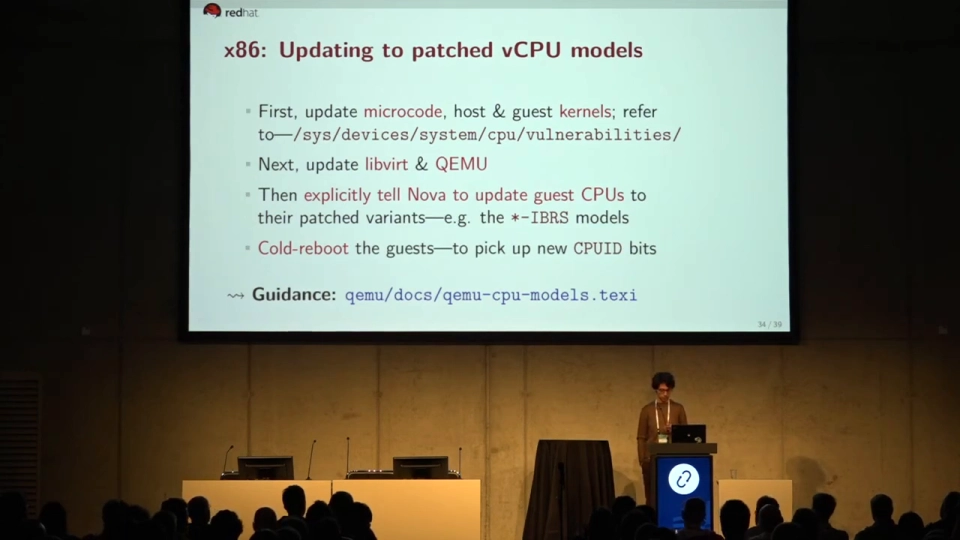 redhat
x86: Updating to patched vCPU models
First, update microcode, host & guest kernels; refer
to—/sys/devices/system/cpu/vulnerabilities/
Next, update libvirt & QEMU
Then explicitly tell Nova to update guest CPUs to
their patched variants—e.g. the *-IBRS models
Cold-reboot the guests—to pick up new CPUID bits
⇝ Guidance: qemu/docs/qemu-cpu-models.texi
34 / 39